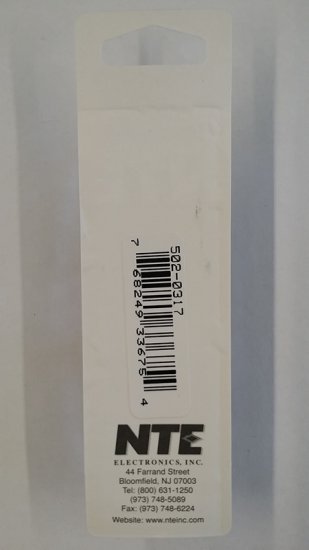 502-0317
7 68249 33675 4
NTE
ELECTRONICS, INC.
44 Farrand Street
Bloomfield, NJ 07003
Tel: (800) 631-1250
(973) 748-5089
Fax: (973) 748-6224
Website: www.nteinc.com